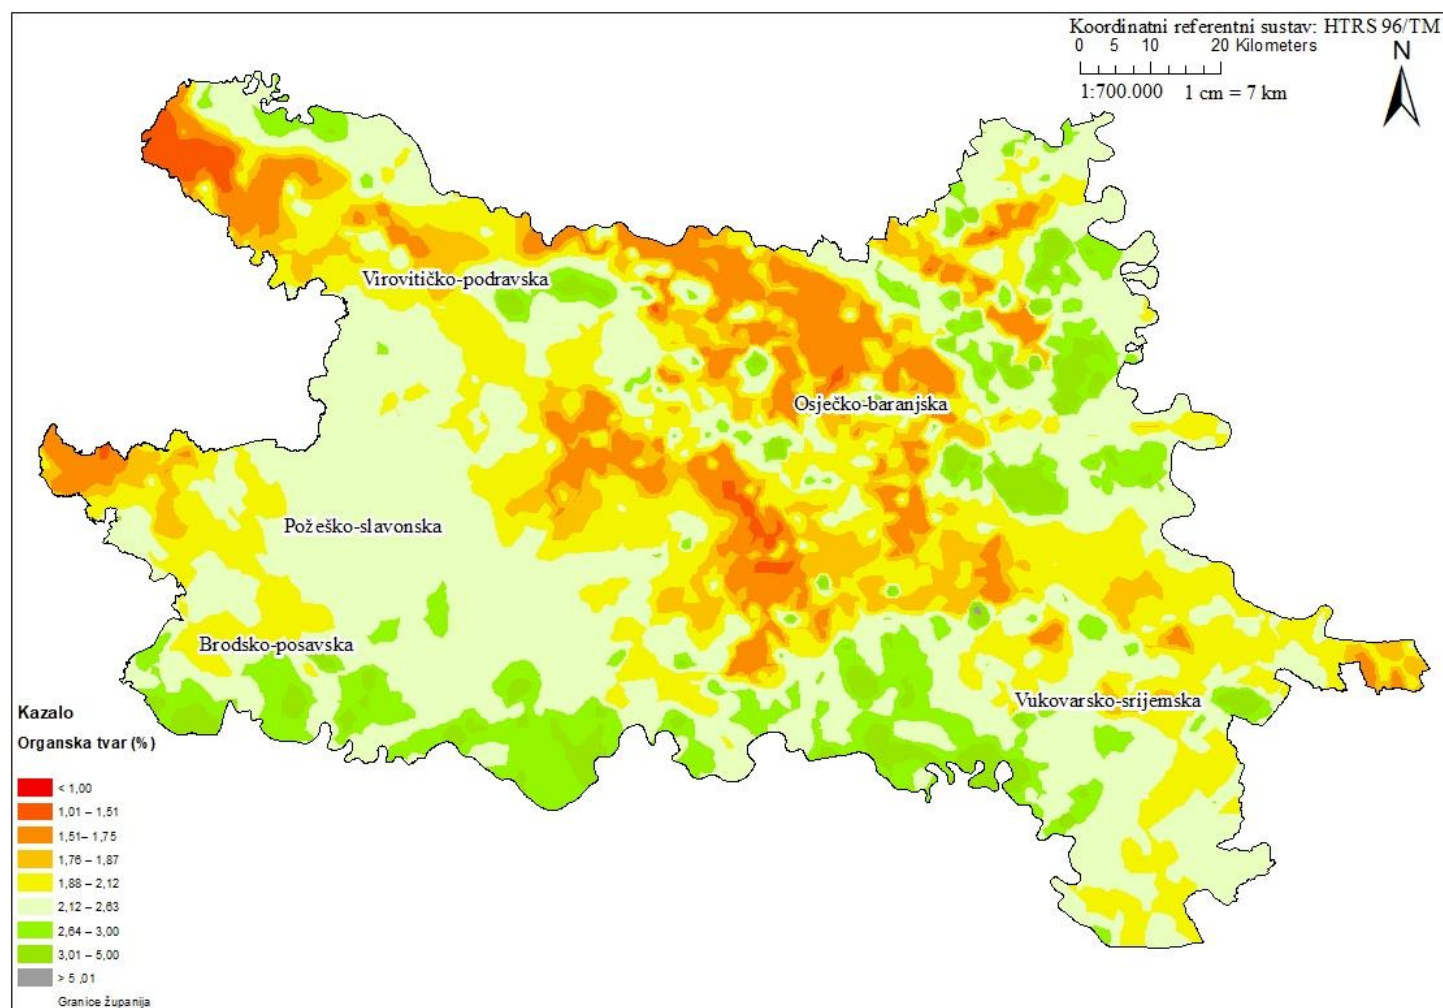 Koordinatni referentni sustav: HTRS 96/TM
0 5 10 20 Kilometers
N
1:700.000 1 cm = 7 km
Virovitičko-podravska
Osječko-baranjska
Požeško-slavonska
Brodsko-posavska
Vukovarsko-srijemska
Kazalo
Organska tvar (%)
< 1,00
1,01 – 1,51
1,51– 1,75
1,76 – 1,87
1,88 – 2,12
2,12 – 2,63
2,64 – 3,00
3,01 – 5,00
> 5 ,01
Granice županija